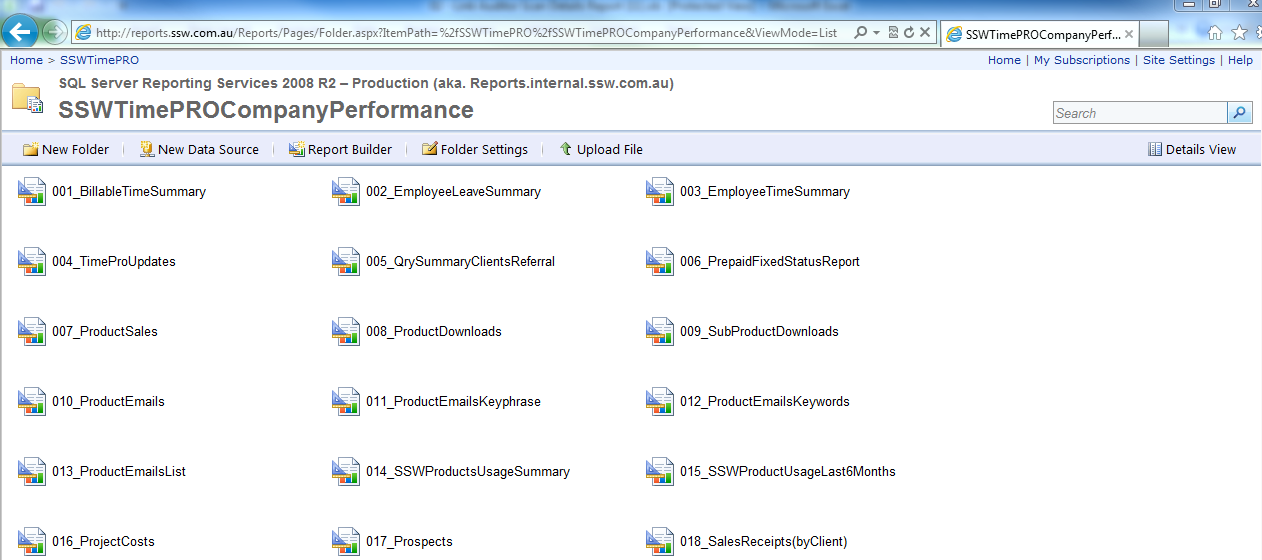 http://reports.ssw.com.au/Reports/Pages/Folder.aspx?ItemPath=%2fSSWTimePRO%2fSSWTimePROCompanyPerformance&ViewMode=List
SSWTimePROCompanyPerf...
Home > SSWTimePRO
Home | My Subscriptions | Site Settings | Help
SQL Server Reporting Services 2008 R2 – Production (aka. Reports.internal.ssw.com.au)
SSWTimePROCompanyPerformance
Search
New Folder New Data Source Report Builder Folder Settings Upload File Details View
001_BillableTimeSummary 002_EmployeeLeaveSummary 003_EmployeeTimeSummary
004_TimeProUpdates 005_QrySummaryClientsReferral 006_PrepaidFixedStatusReport
007_ProductSales 008_ProductDownloads 009_SubProductDownloads
010_ProductEmails 011_ProductEmailsKeyphrase 012_ProductEmailsKeywords
013_ProductEmailsList 014_SSWProductsUsageSummary 015_SSWProductUsageLast6Months
016_ProjectCosts 017_Prospects 018_SalesReceipts(byClient)